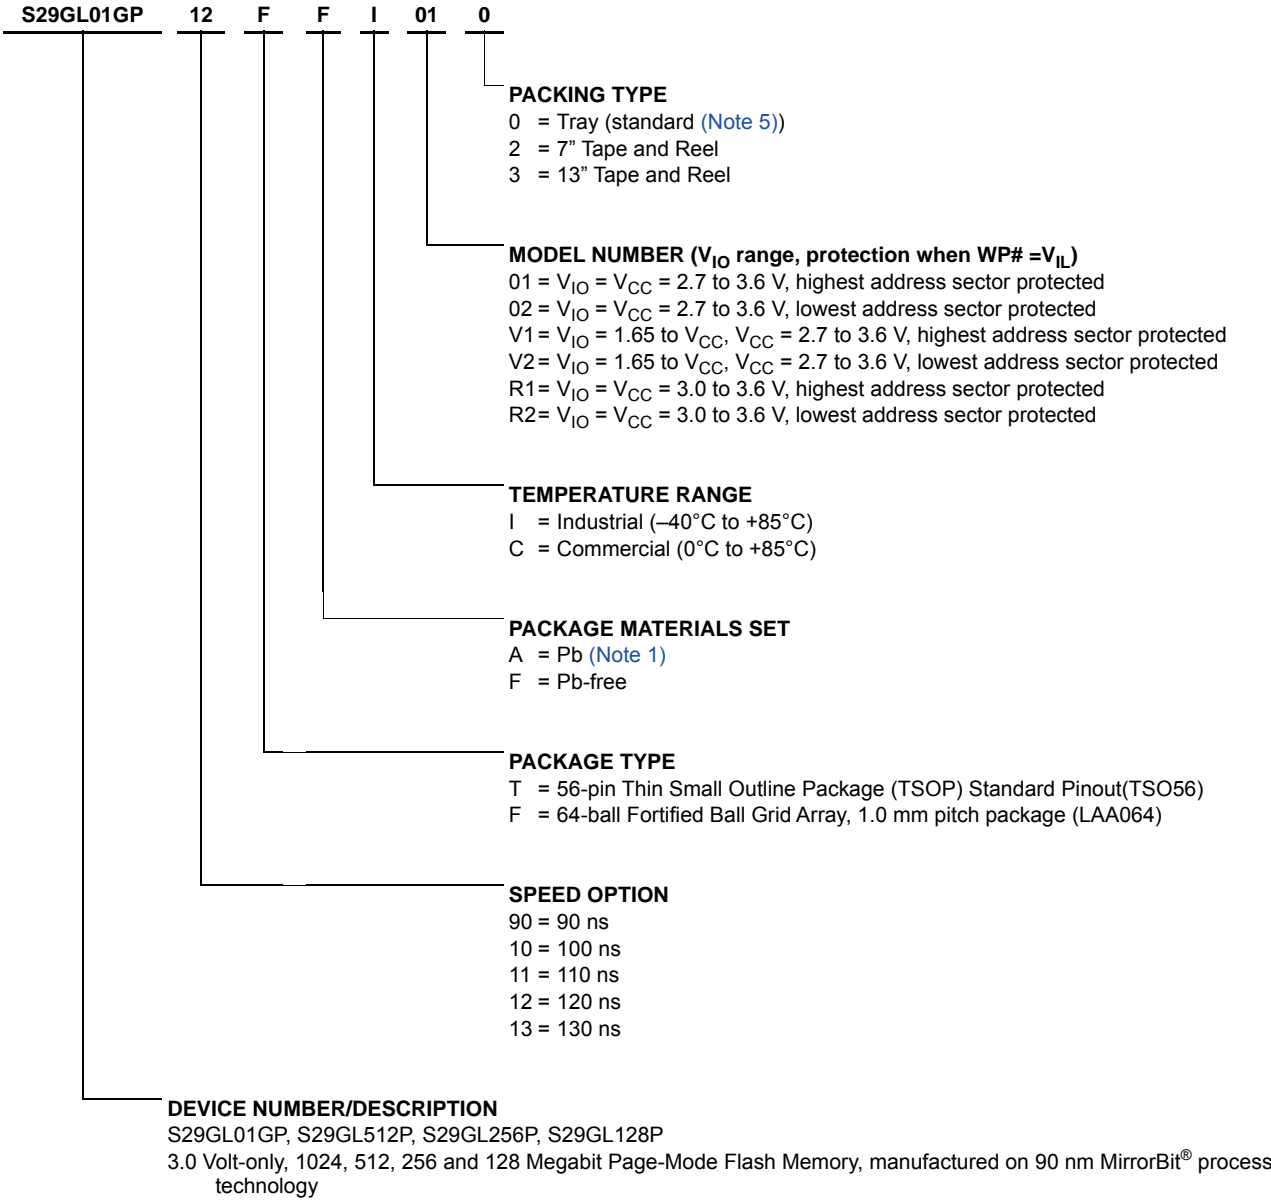 S29GL01GP 12 F F I 01 0
PACKING TYPE
0 = Tray (standard (Note 5))
2 = 7” Tape and Reel
3 = 13” Tape and Reel
MODEL NUMBER (VIO range, protection when WP# =VIL)
01 = VIO = VCC = 2.7 to 3.6 V, highest address sector protected
02 = VIO = VCC = 2.7 to 3.6 V, lowest address sector protected
V1 = VIO = 1.65 to VCC, VCC = 2.7 to 3.6 V, highest address sector protected
V2 = VIO = 1.65 to VCC, VCC = 2.7 to 3.6 V, lowest address sector protected
R1 = VIO = VCC = 3.0 to 3.6 V, highest address sector protected
R2 = VIO = VCC = 3.0 to 3.6 V, lowest address sector protected
TEMPERATURE RANGE
I = Industrial (–40°C to +85°C)
C = Commercial (0°C to +85°C)
PACKAGE MATERIALS SET
A = Pb (Note 1)
F = Pb-free
PACKAGE TYPE
T = 56-pin Thin Small Outline Package (TSOP) Standard Pinout(TSO56)
F = 64-ball Fortified Ball Grid Array, 1.0 mm pitch package (LAA064)
SPEED OPTION
90 = 90 ns
10 = 100 ns
11 = 110 ns
12 = 120 ns
13 = 130 ns
DEVICE NUMBER/DESCRIPTION
S29GL01GP, S29GL512P, S29GL256P, S29GL128P
3.0 Volt-only, 1024, 512, 256 and 128 Megabit Page-Mode Flash Memory, manufactured on 90 nm MirrorBit® process
technology